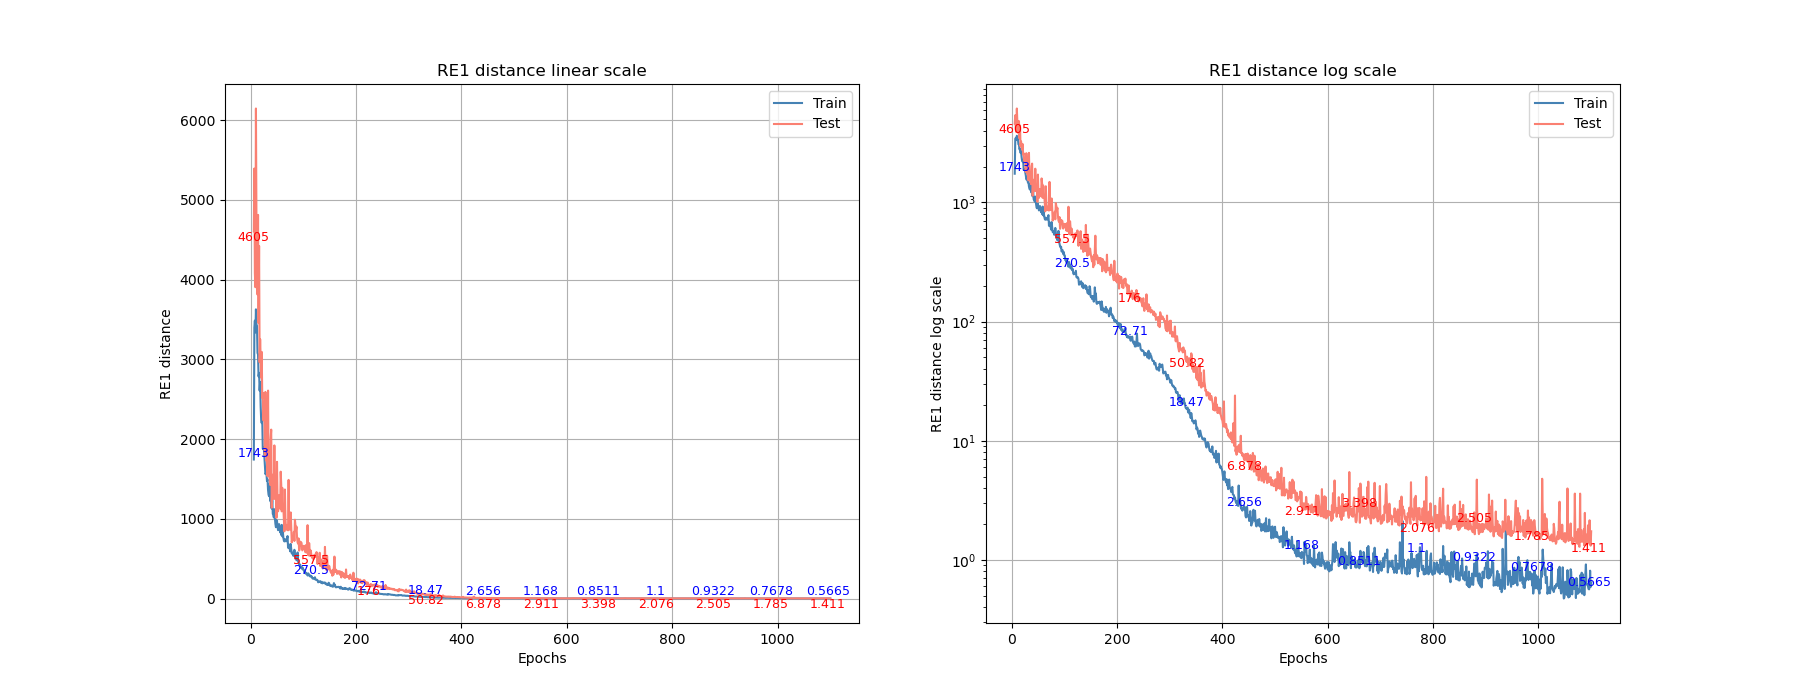 RE1 distance linear scale
RE1 distance
6000
5000
4000
3000
2000
1000
0
Train
Test
4605
1743
557.5
270.5
72.71
176
18.47
50.82
2.656 1.168 0.8511 1.1 0.9322 0.7678 0.5665
6.878 2.911 3.398 2.076 2.505 1.785 1.411
0 200 400 600 800 1000
Epochs
RE1 distance log scale
RE1 distance log scale
10³
10²
10¹
10⁰
Train
Test
4605
1743
557.5
270.5
176
72.71
50.82
18.47
6.878
2.656
2.911
1.168
3.398
0.8511
2.076
1.1
2.505
0.9322
1.785
0.7678
1.411
0.5665
0 200 400 600 800 1000
Epochs